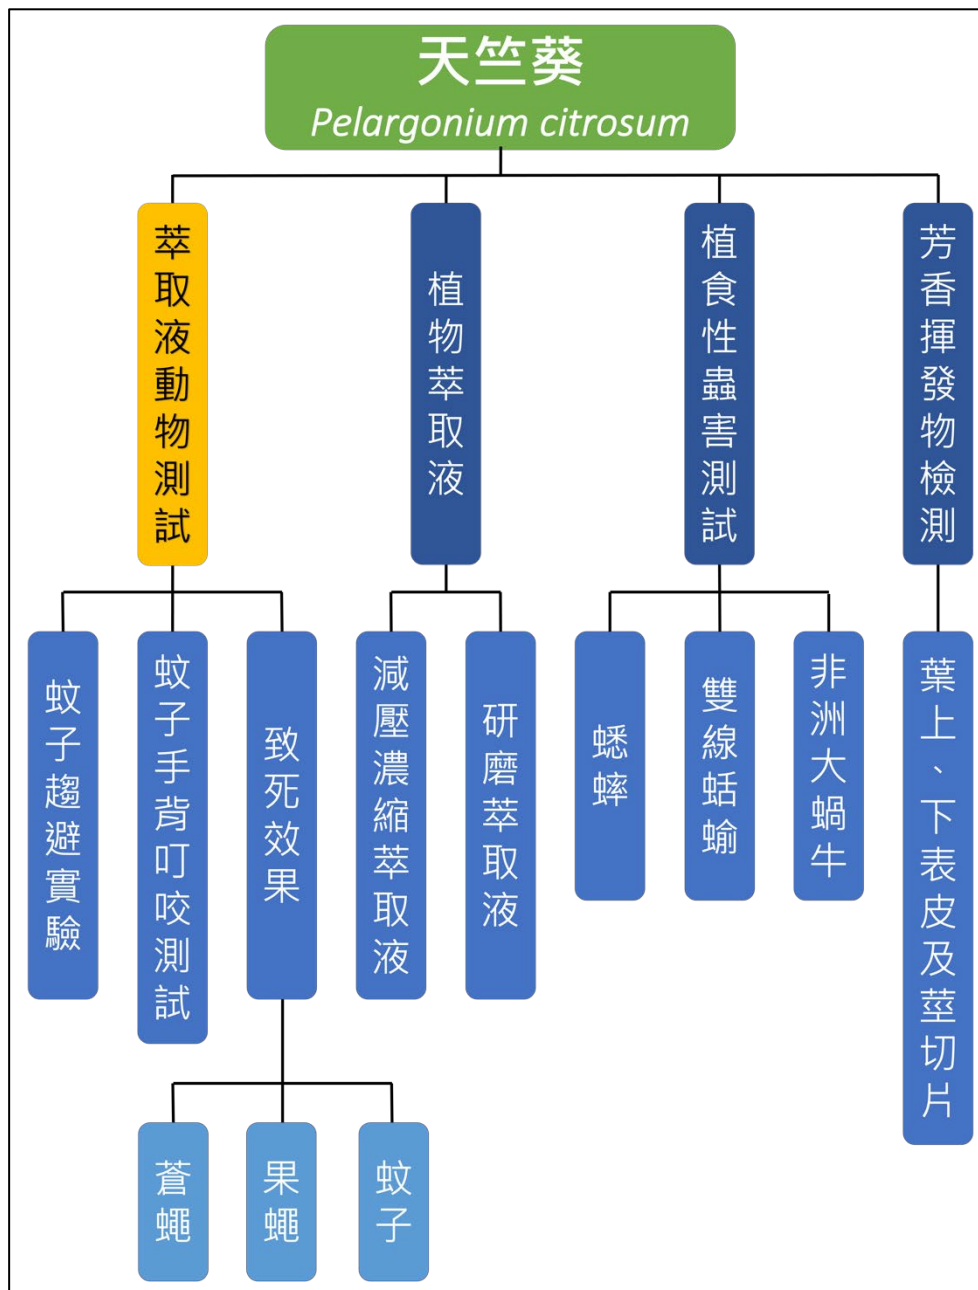 天竺葵
Pelargonium citrosum
萃取液動物測試
植物萃取液
植食性蟲害測試
芳香揮發物檢測
蚊子趨避實驗
蚊子手背叮咬測試
致死效果
減壓濃縮萃取液
研磨萃取液
蟋蟀
雙線蛞蝓
非洲大蝸牛
葉上、下表皮及莖切片
蒼蠅
果蠅
蚊子